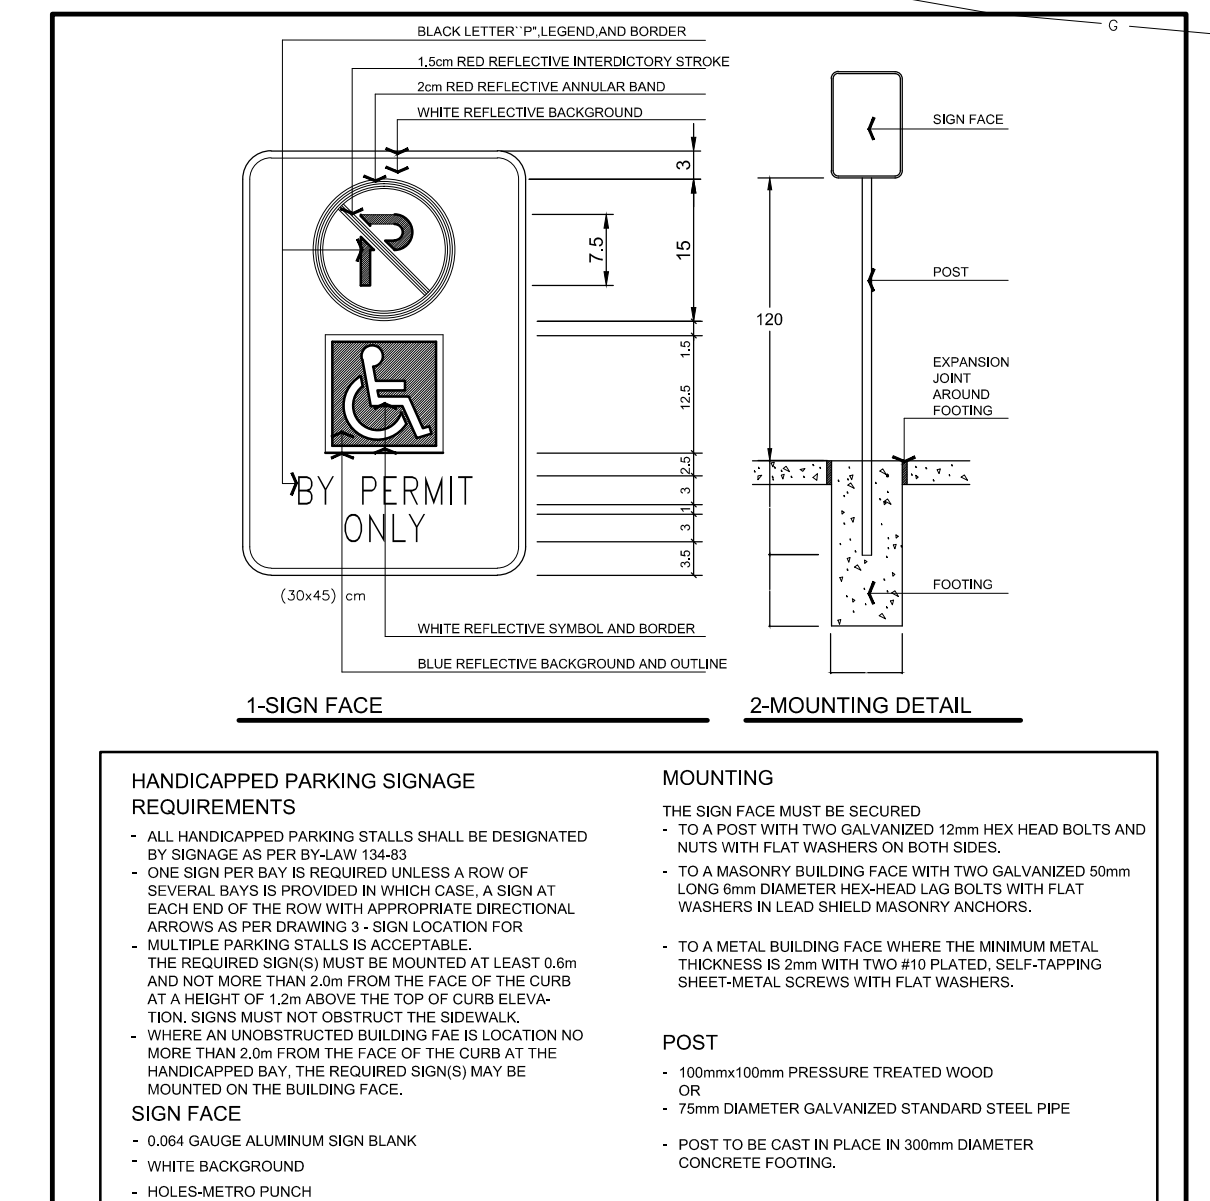 G
BLACK LETTER``P",LEGEND,AND BORDER
1.5cm RED REFLECTIVE INTERDICTORY STROKE
2cm RED REFLECTIVE ANNULAR BAND
WHITE REFLECTIVE BACKGROUND
P
BY PERMIT
ONLY
(30x45) cm
3
15
7.5
1.5
12.5
2.5
3
1
3
3.5
WHITE REFLECTIVE SYMBOL AND BORDER
BLUE REFLECTIVE BACKGROUND AND OUTLINE
1-SIGN FACE
SIGN FACE
POST
120
EXPANSION
JOINT
AROUND
FOOTING
FOOTING
2-MOUNTING DETAIL
HANDICAPPED PARKING SIGNAGE
REQUIREMENTS
- ALL HANDICAPPED PARKING STALLS SHALL BE DESIGNATED
BY SIGNAGE AS PER BY-LAW 134-83
- ONE SIGN PER BAY IS REQUIRED UNLESS A ROW OF
SEVERAL BAYS IS PROVIDED IN WHICH CASE, A SIGN AT
EACH END OF THE ROW WITH APPROPRIATE DIRECTIONAL
ARROWS AS PER DRAWING 3 - SIGN LOCATION FOR
- MULTIPLE PARKING STALLS IS ACCEPTABLE.
THE REQUIRED SIGN(S) MUST BE MOUNTED AT LEAST 0.6m
AND NOT MORE THAN 2.0m FROM THE FACE OF THE CURB
AT A HEIGHT OF 1.2m ABOVE THE TOP OF CURB ELEVA-
TION. SIGNS MUST NOT OBSTRUCT THE SIDEWALK.
- WHERE AN UNOBSTRUCTED BUILDING FAE IS LOCATION NO
MORE THAN 2.0m FROM THE FACE OF THE CURB AT THE
HANDICAPPED BAY, THE REQUIRED SIGN(S) MAY BE
MOUNTED ON THE BUILDING FACE.
SIGN FACE
- 0.064 GAUGE ALUMINUM SIGN BLANK
- WHITE BACKGROUND
- HOLES-METRO PUNCH
MOUNTING
THE SIGN FACE MUST BE SECURED
- TO A POST WITH TWO GALVANIZED 12mm HEX HEAD BOLTS AND
NUTS WITH FLAT WASHERS ON BOTH SIDES.
- TO A MASONRY BUILDING FACE WITH TWO GALVANIZED 50mm
LONG 6mm DIAMETER HEX-HEAD LAG BOLTS WITH FLAT
WASHERS IN LEAD SHIELD MASONRY ANCHORS.
- TO A METAL BUILDING FACE WHERE THE MINIMUM METAL
THICKNESS IS 2mm WITH TWO #10 PLATED, SELF-TAPPING
SHEET-METAL SCREWS WITH FLAT WASHERS.
POST
- 100mmx100mm PRESSURE TREATED WOOD
OR
- 75mm DIAMETER GALVANIZED STANDARD STEEL PIPE
- POST TO BE CAST IN PLACE IN 300mm DIAMETER
CONCRETE FOOTING.